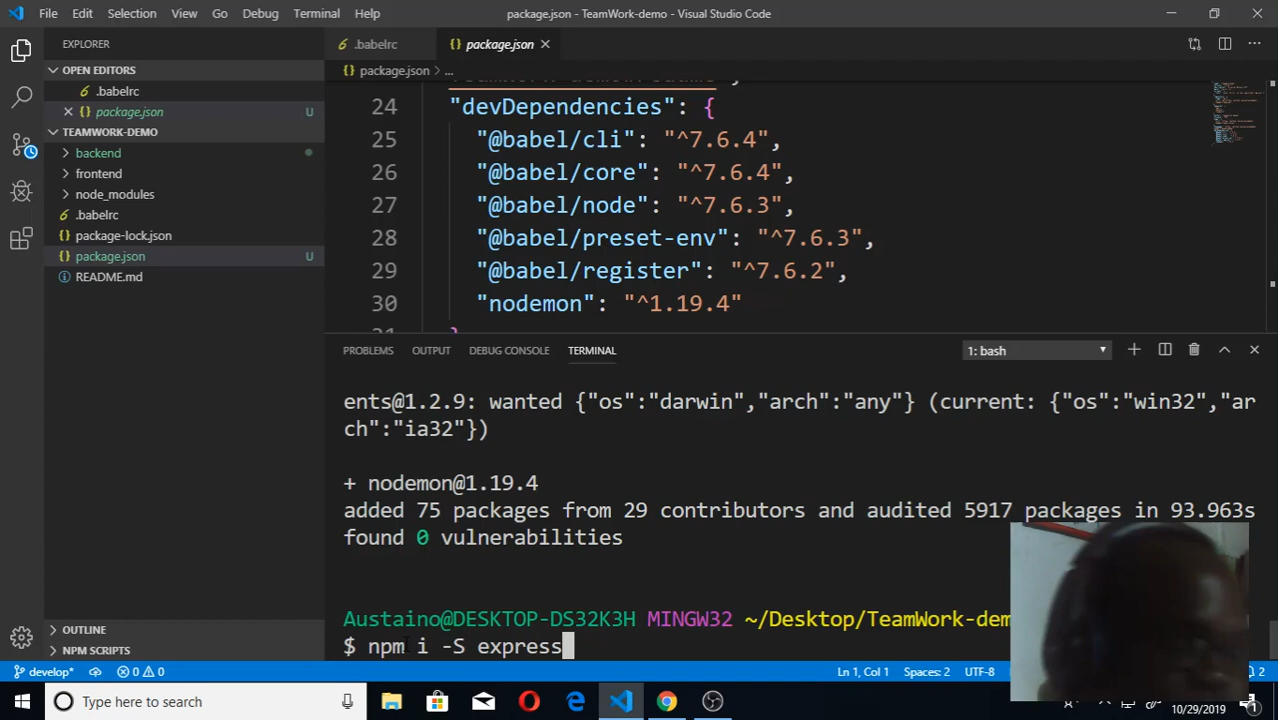 File Edit Selection View Go Debug Terminal Help
package.json - TeamWork-demo - Visual Studio Code
EXPLORER
.babelrc
package.json
OPEN EDITORS
.babelrc
package.json U
TEAMWORK-DEMO
backend
frontend
node_modules
.babelrc
package-lock.json
package.json U
README.md
OUTLINE
NPM SCRIPTS
package.json > ...
24 "devDependencies": {
25 "@babel/cli": "^7.6.4",
26 "@babel/core": "^7.6.4",
27 "@babel/node": "^7.6.3",
28 "@babel/preset-env": "^7.6.3",
29 "@babel/register": "^7.6.2",
30 "nodemon": "^1.19.4"
31 }
PROBLEMS OUTPUT DEBUG CONSOLE TERMINAL
1: bash
ents@1.2.9: wanted {"os":"darwin","arch":"any"} (current: {"os":"win32","ar
ch":"ia32"})
+ nodemon@1.19.4
added 75 packages from 29 contributors and audited 5917 packages in 93.963s
found 0 vulnerabilities
Austaino@DESKTOP-DS32K3H MINGW32 ~/Desktop/TeamWork-dem
$ npm i -S express
develop* 0 0
Ln 1, Col 1 Spaces: 2 UTF-8 2
Type here to search
10/29/2019 1